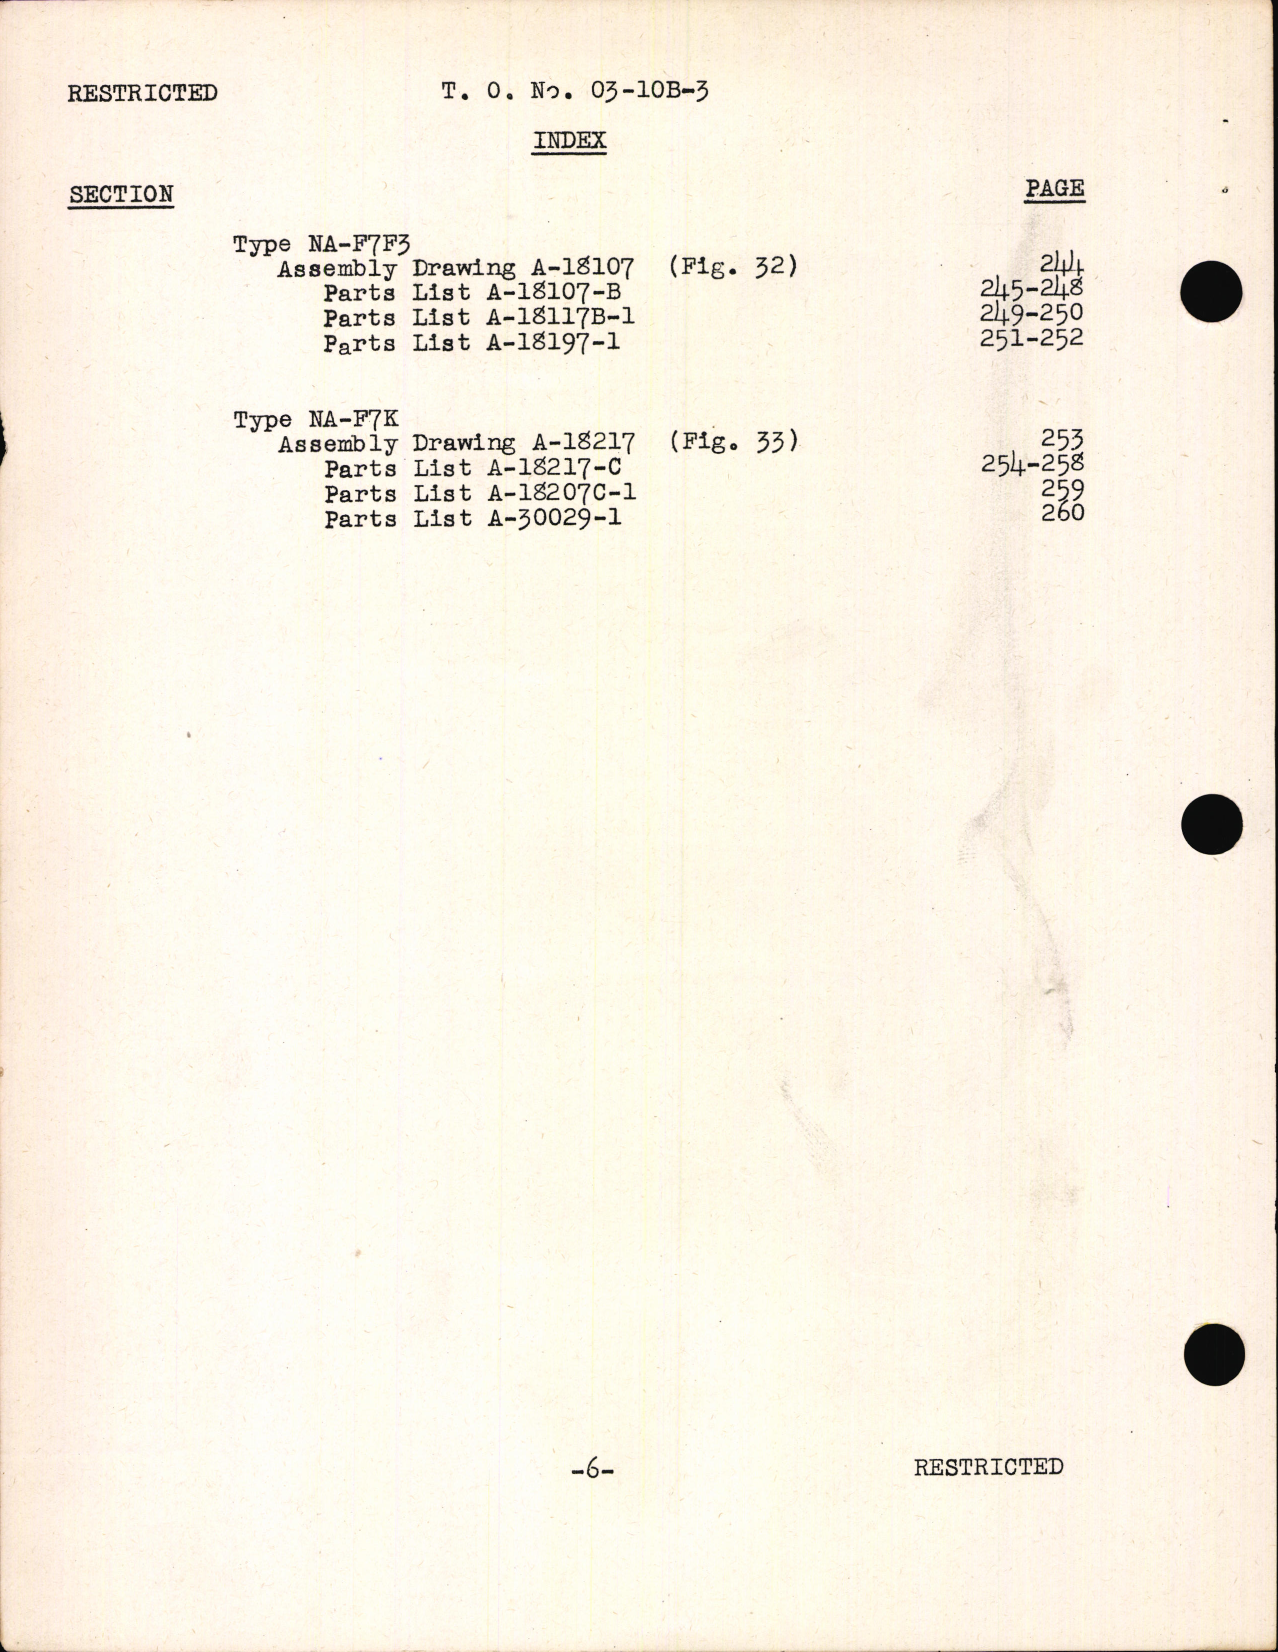 RESTRICTED T. O. No. 03-10B-3
INDEX
SECTION PAGE
Type NA-F7F3
Assembly Drawing A-18107 (Fig. 32) 244
Parts List A-18107-B 245-248
Parts List A-18117B-1 249-250
Parts List A-18197-1 251-252
Type NA-F7K
Assembly Drawing A-18217 (Fig. 33) 253
Parts List A-18217-C 254-258
Parts List A-18207C-1 259
Parts List A-30029-1 260
-6- RESTRICTED